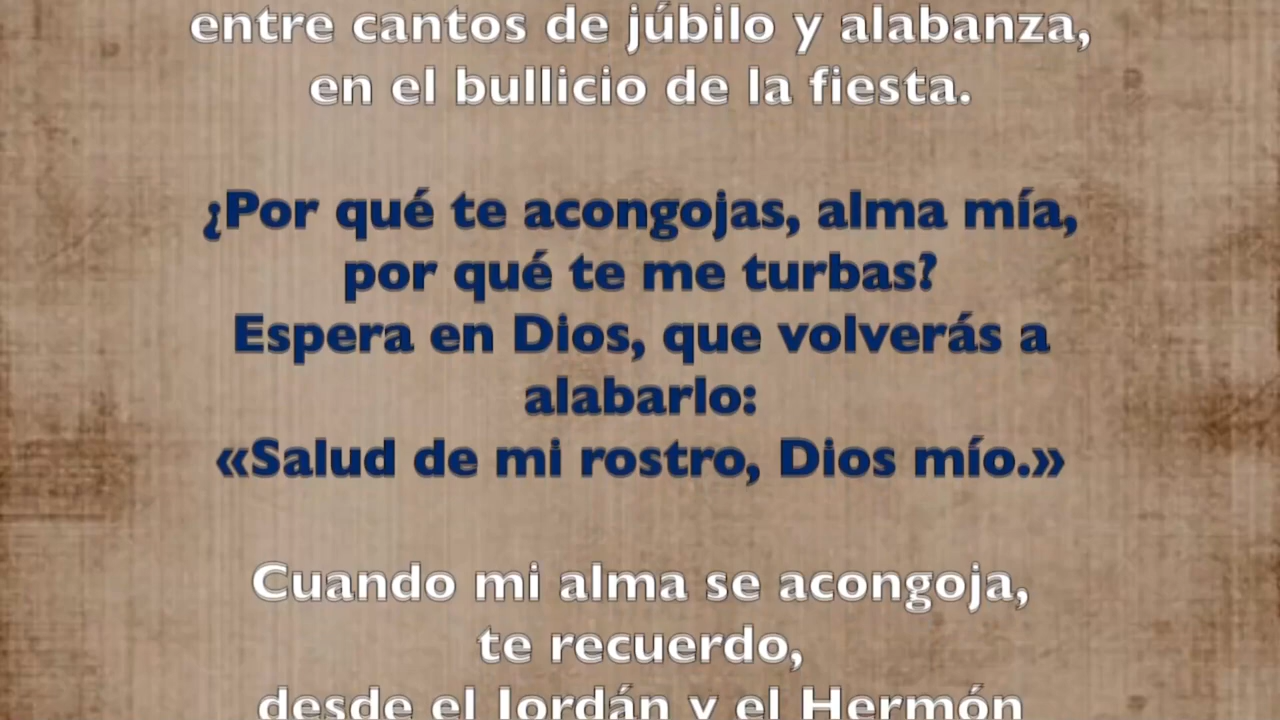 entre cantos de júbilo y alabanza,
en el bullicio de la fiesta.
¿Por qué te acongojas, alma mía,
por qué te me turbas?
Espera en Dios, que volverás a
alabarlo:
«Salud de mi rostro, Dios mío.»
Cuando mi alma se acongoja,
te recuerdo,
desde el Jordán y el Hermón